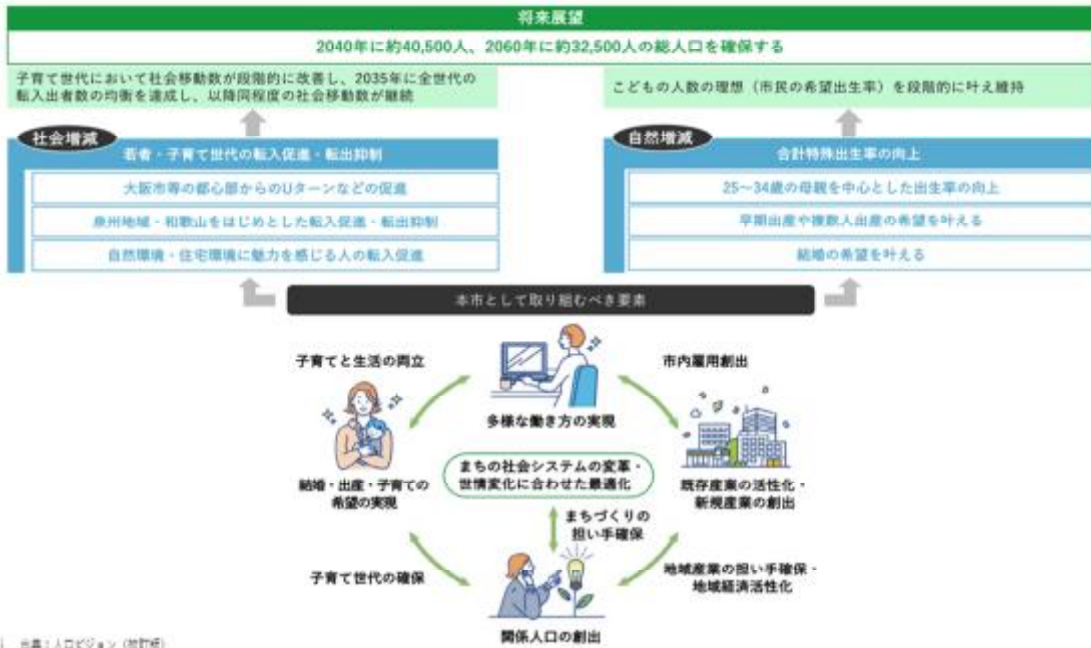 将来展望
2040年に約40,500人、2060年に約32,500人の総人口を確保する
子育て世代において社会移動数が段階的に改善し、2035年に全世代の
転入出者数の均衡を達成し、以降同程度の社会移動数が継続
こどもの人数の理想（市民の希望出生率）を段階的に叶え維持
社会増減
若者・子育て世代の転入促進・転出抑制
大阪市等の都心部からのUターンなどの促進
泉州地域・和歌山をはじめとした転入促進・転出抑制
自然環境・住宅環境に魅力を感じる人の転入促進
自然増減
合計特殊出生率の向上
25～34歳の母親を中心とした出生率の向上
早期出産や複数人出産の希望を叶える
結婚の希望を叶える
本市として取り組むべき要素
子育てと生活の両立
市内雇用創出
多様な働き方の実現
まちの社会システムの変革・
世情変化に合わせた最適化
結婚・出産・子育ての
希望の実現
既存産業の活性化・
新規産業の創出
まちづくりの
担い手確保
子育て世代の確保
地域産業の担い手確保・
地域経済活性化
関係人口の創出
出典：人口ビジョン（改訂版）